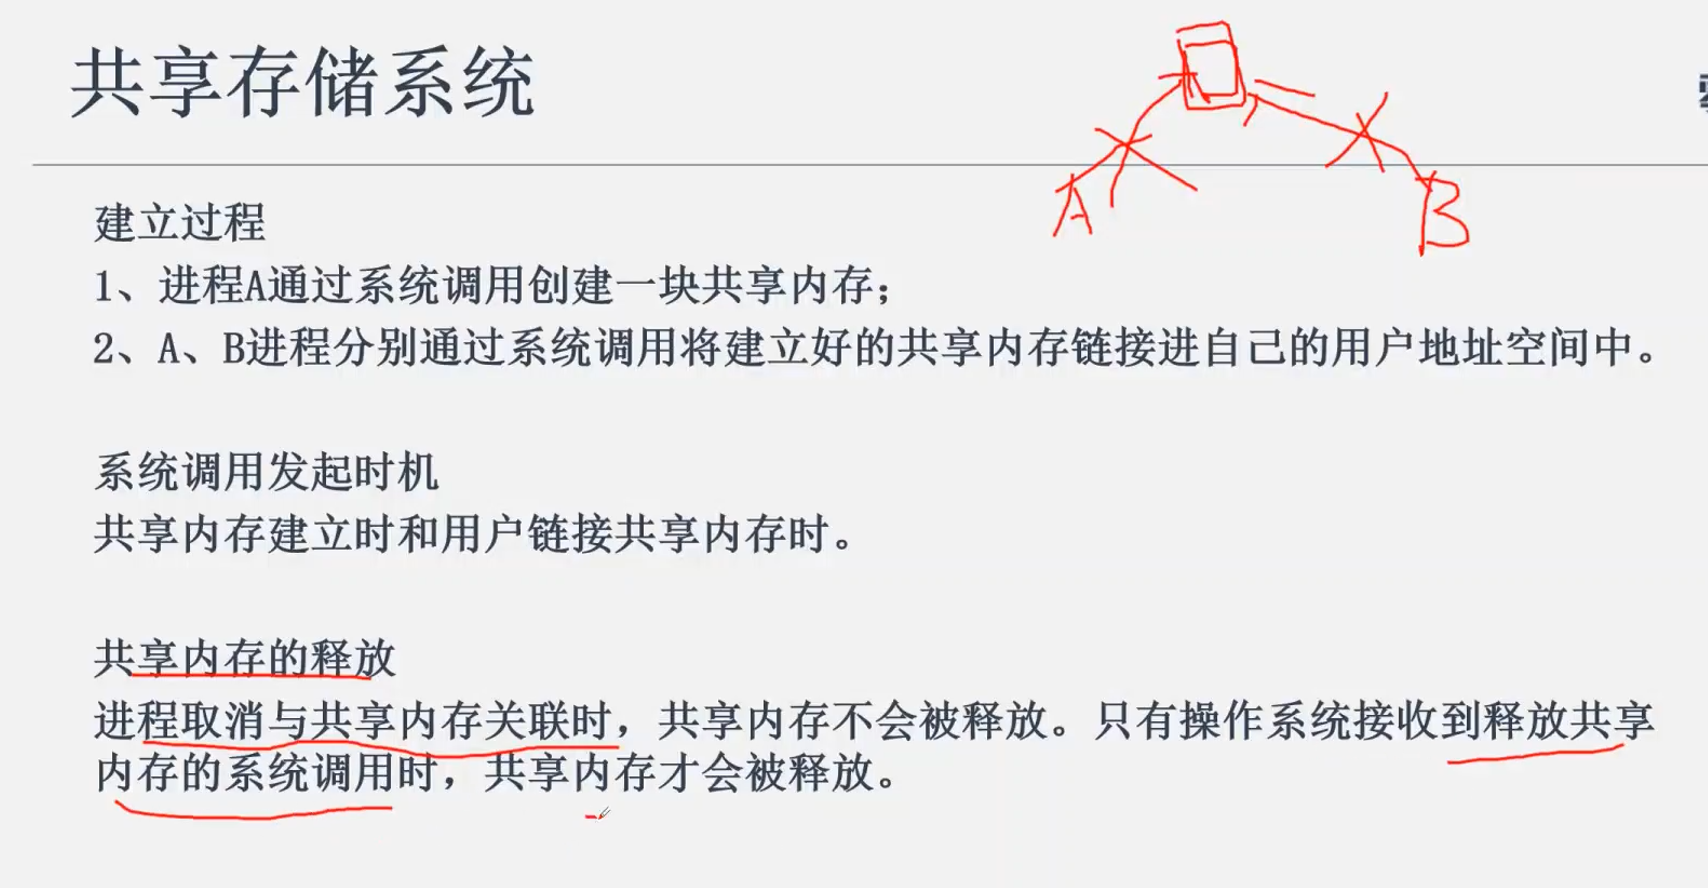 共享存储系统
A
B
建立过程
1、进程A通过系统调用创建一块共享内存；
2、A、B进程分别通过系统调用将建立好的共享内存链接进自己的用户地址空间中。
系统调用发起时机
共享内存建立时和用户链接共享内存时。
共享内存的释放
进程取消与共享内存关联时，共享内存不会被释放。只有操作系统接收到释放共享
内存的系统调用时，共享内存才会被释放。